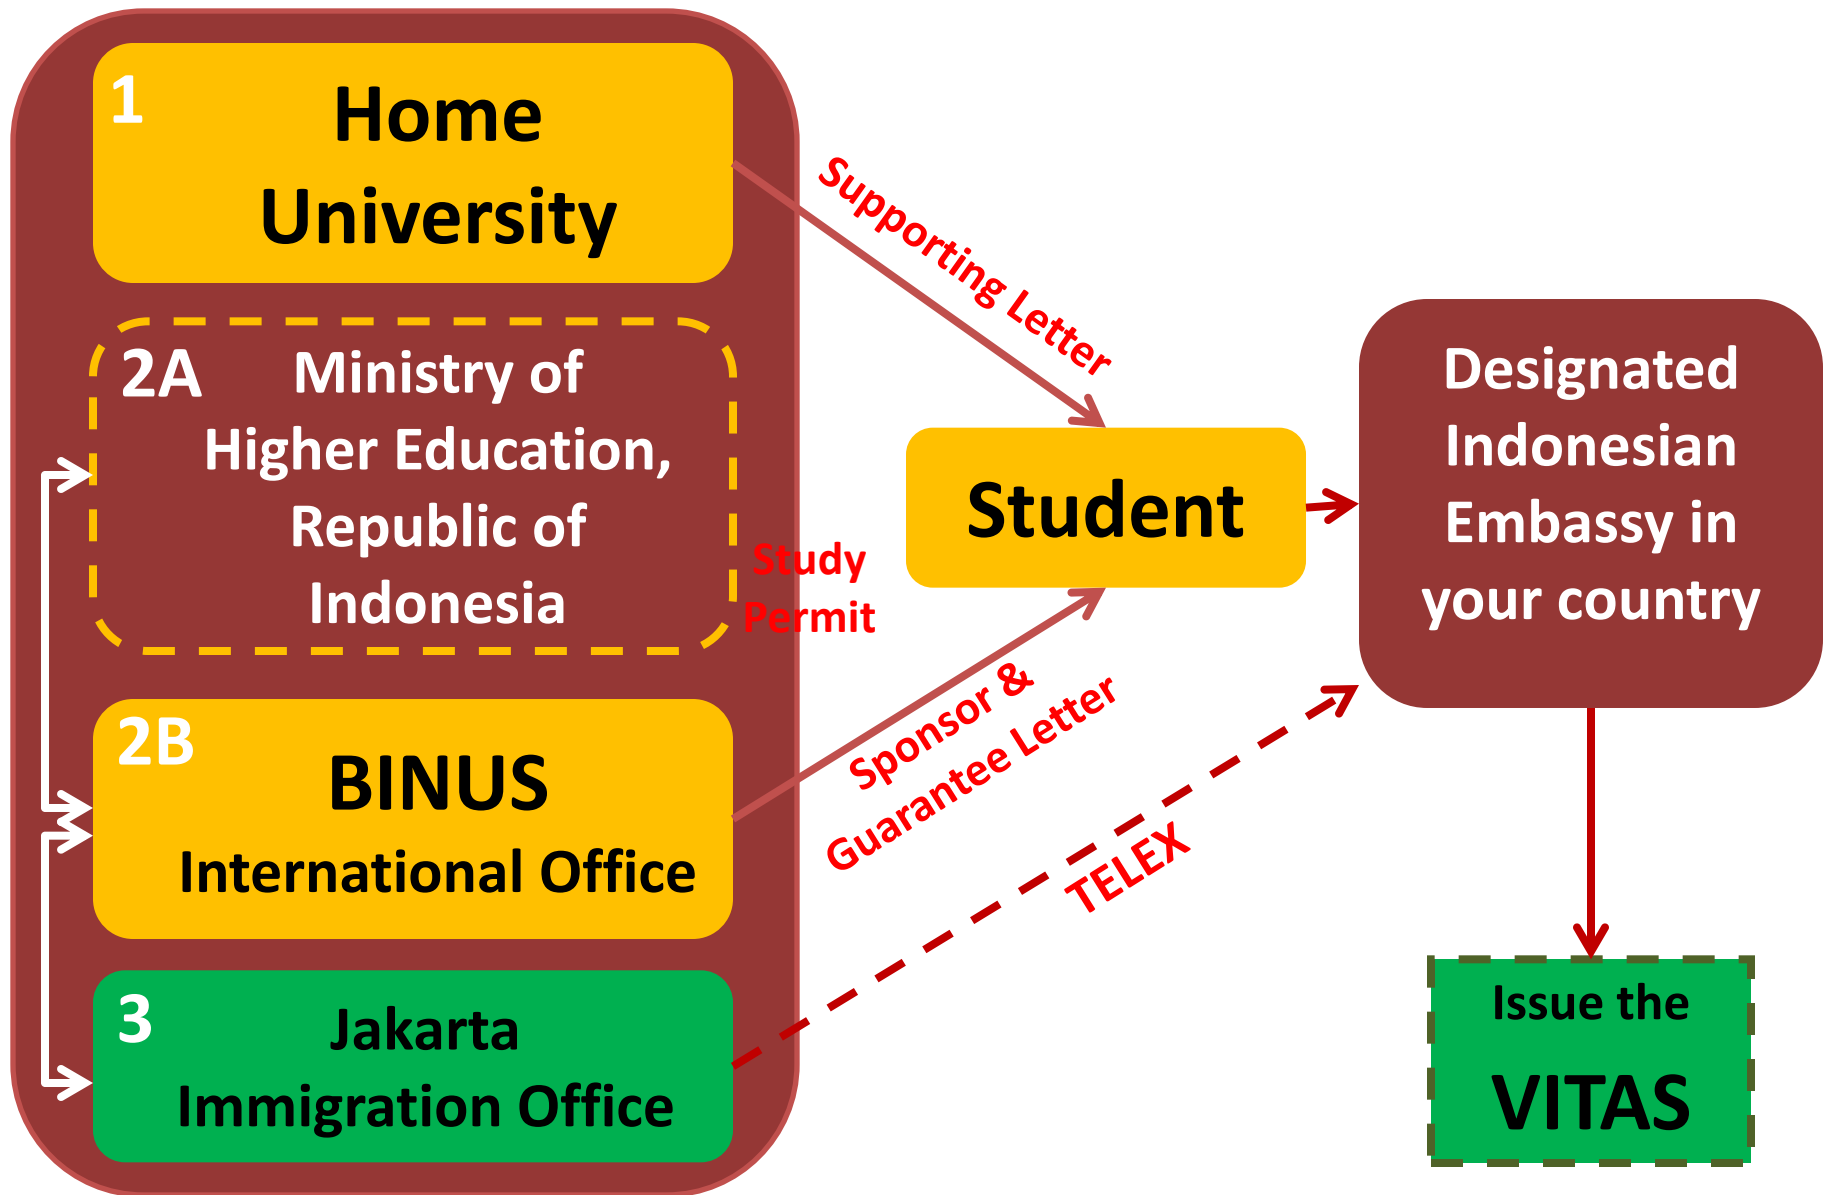 1
Home
University
2A
Ministry of
Higher Education,
Republic of
Indonesia
Study
Permit
2B
BINUS
International Office
3
Jakarta
Immigration Office
Supporting Letter
Student
Sponsor &
Guarantee Letter
TELEX
Designated
Indonesian
Embassy in
your country
Issue the
VITAS